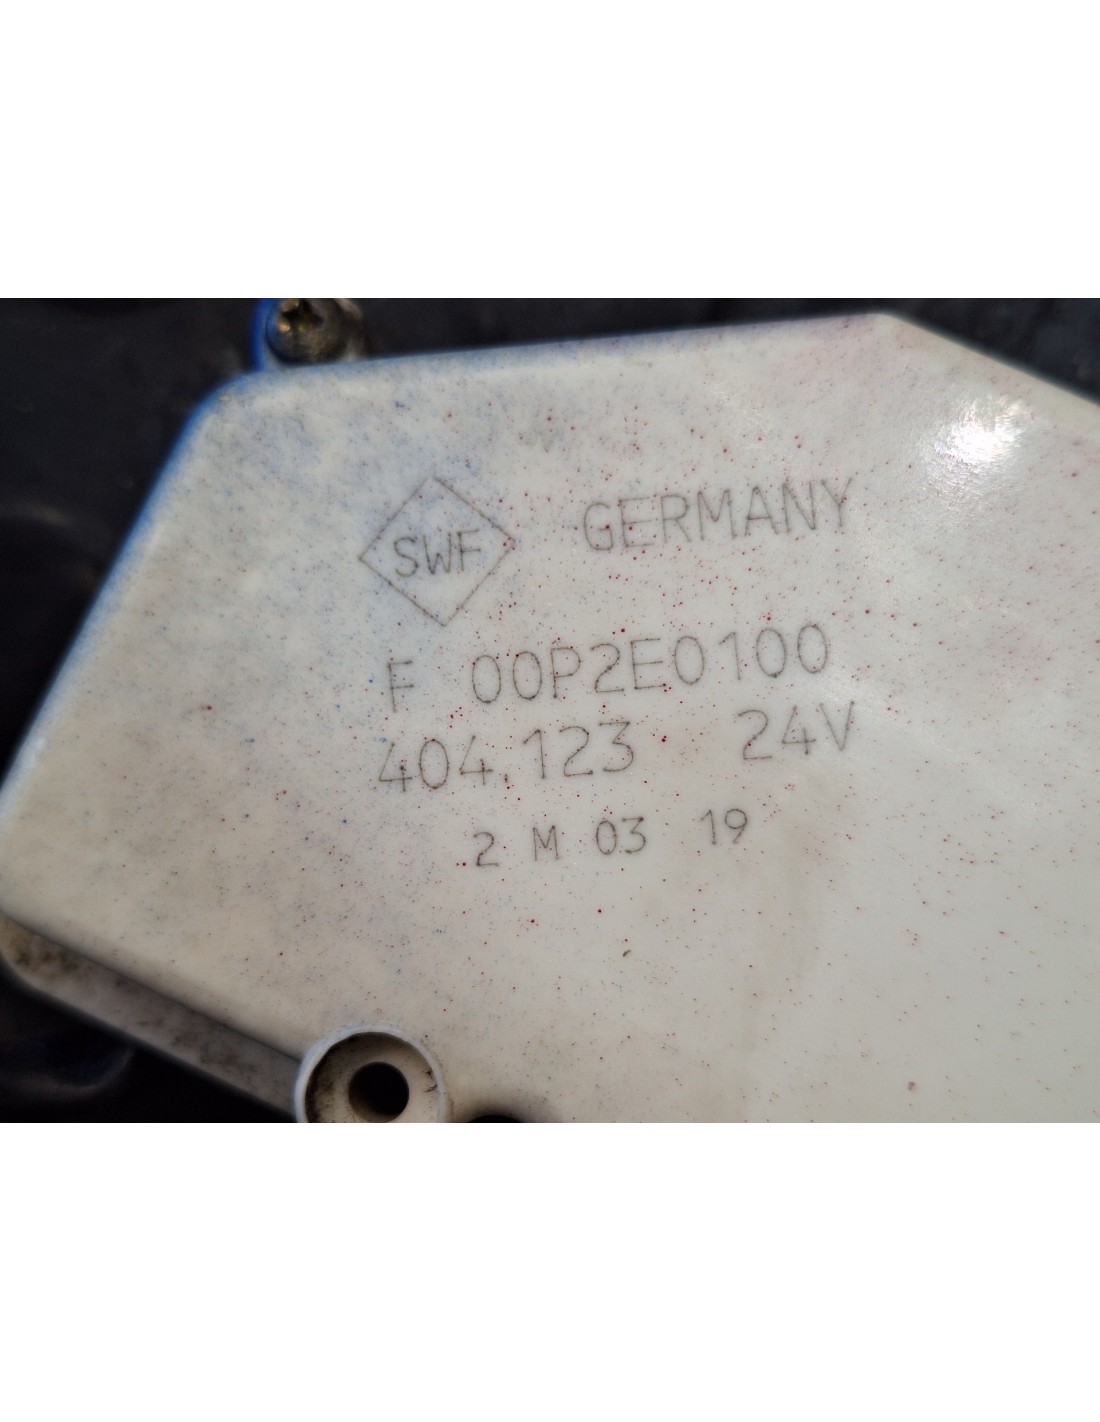 SWF GERMANY
F 00P2E0100
404.123 24V
2 M 03 19